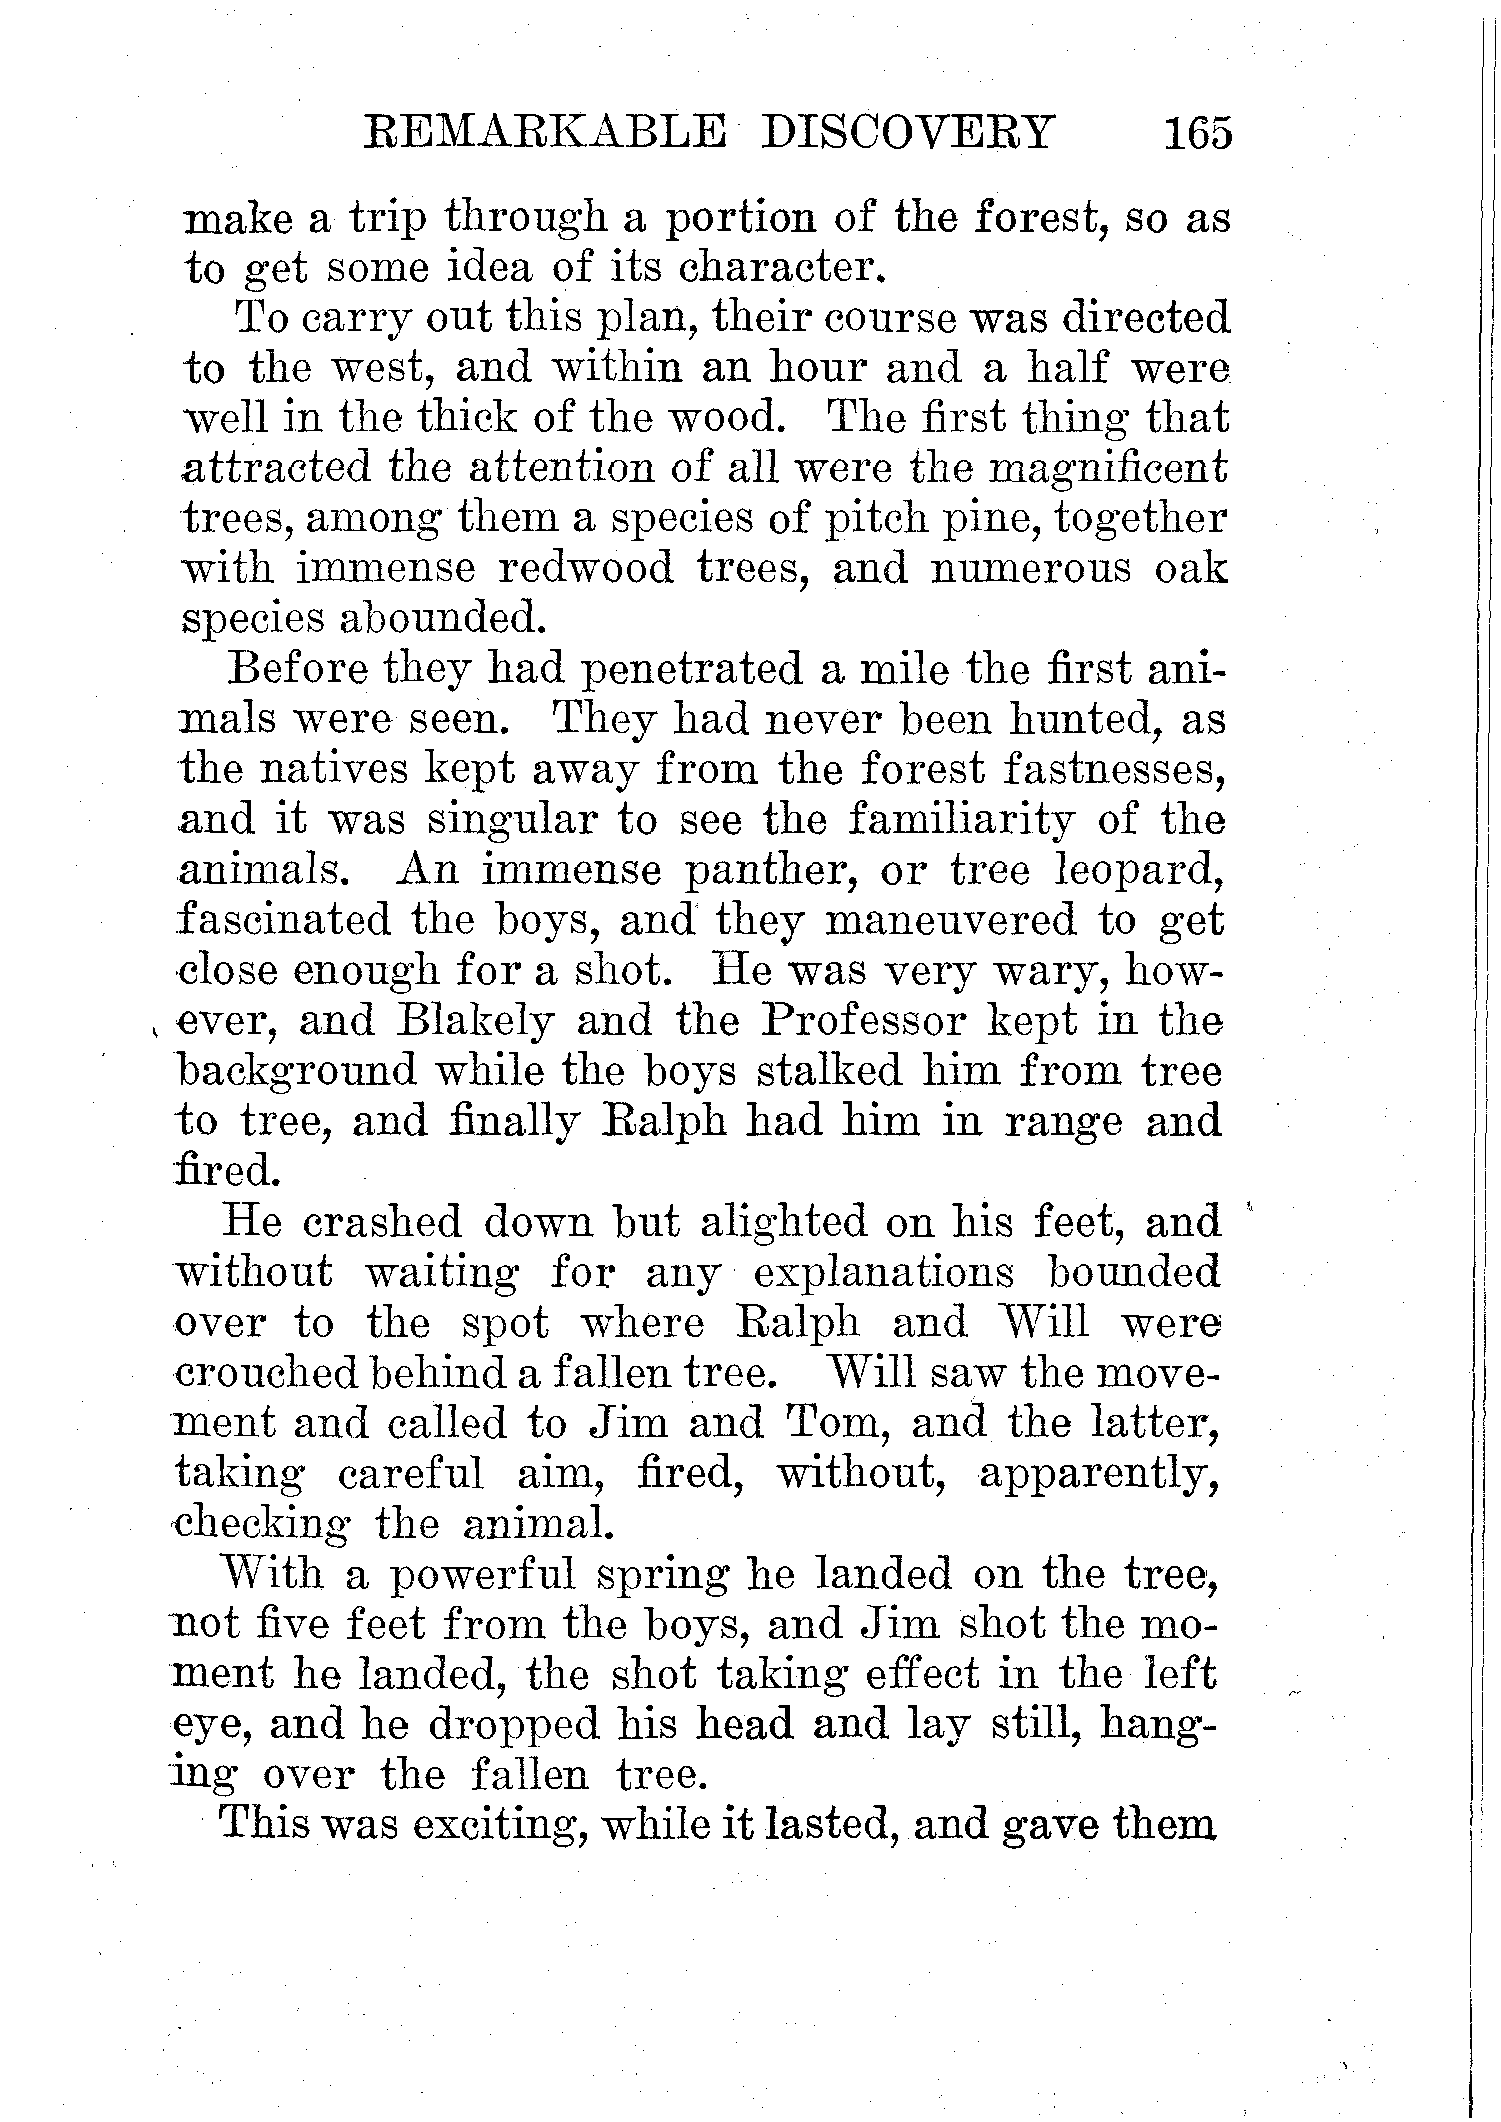 REMARKABLE DISCOVERY 165
make a trip through a portion of the forest, so as
to get some idea of its character.
To carry out this plan, their course was directed
to the west, and within an hour and a half were
well in the thick of the wood. The first thing that
attracted the attention of all were the magnificent
trees, among them a species of pitch pine, together
with immense redwood trees, and numerous oak
species abounded.
Before they had penetrated a mile the first ani-
mals were seen. They had never been hunted, as
the natives kept away from the forest fastnesses,
and it was singular to see the familiarity of the
animals. An immense panther, or tree leopard,
fascinated the boys, and they maneuvered to get
close enough for a shot. He was very wary, how-
ever, and Blakely and the Professor kept in the
background while the boys stalked him from tree
to tree, and finally Ralph had him in range and
fired.
He crashed down but alighted on his feet, and
without waiting for any explanations bounded
over to the spot where Ralph and Will were
crouched behind a fallen tree. Will saw the move-
ment and called to Jim and Tom, and the latter,
taking careful aim, fired, without, apparently,
checking the animal.
With a powerful spring he landed on the tree,
not five feet from the boys, and Jim shot the mo-
ment he landed, the shot taking effect in the left
eye, and he dropped his head and lay still, hang-
ing over the fallen tree.
This was exciting, while it lasted, and gave them